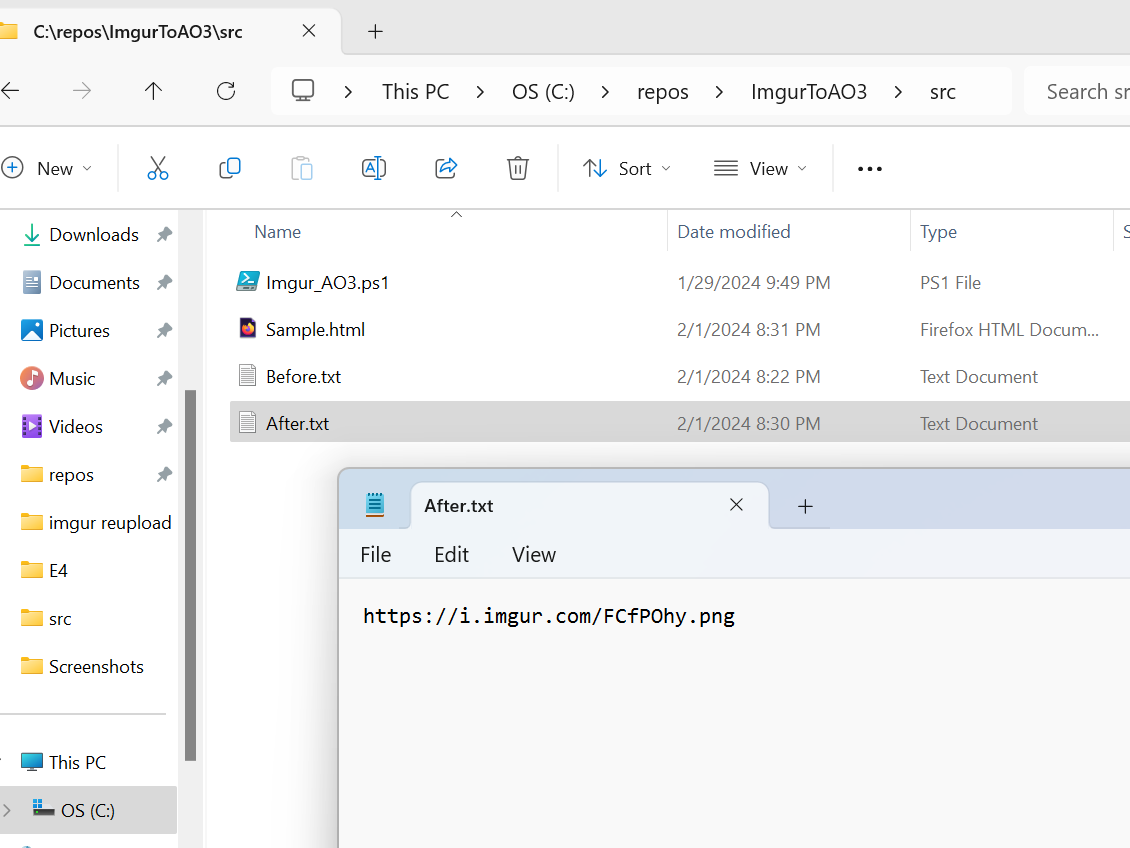 C:\repos\ImgurToAO3\src
This PC > OS (C:) > repos > ImgurToAO3 > src
Search sr
New
Sort
View
Name
Date modified
Type
S
Downloads
Documents
Pictures
Music
Videos
repos
imgur reupload
E4
src
Screenshots
This PC
OS (C:)
Imgur_AO3.ps1 1/29/2024 9:49 PM PS1 File
Sample.html 2/1/2024 8:31 PM Firefox HTML Docum...
Before.txt 2/1/2024 8:22 PM Text Document
After.txt 2/1/2024 8:30 PM Text Document
After.txt
File Edit View
https://i.imgur.com/FCfPOhy.png